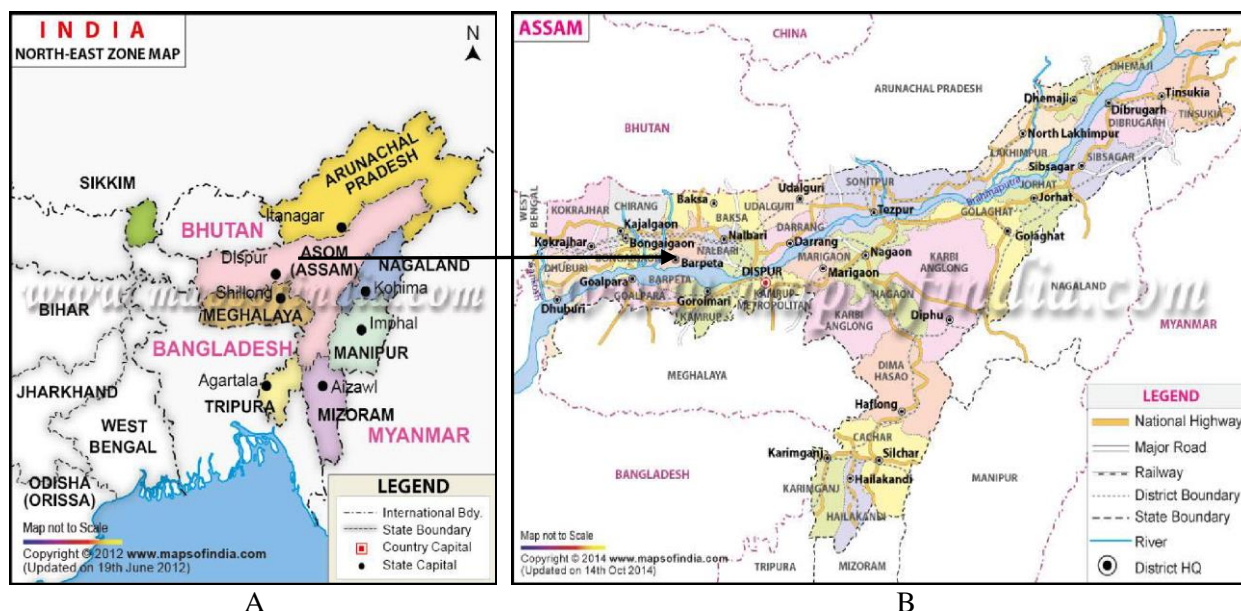 INDIA
NORTH-EAST ZONE MAP
N
ARUNACHAL
PRADESH
SIKKIM
Itanagar
BHUTAN
Dispur
ASOM
(ASSAM)
NAGALAND
Shillong
Kohima
www.mapsofindia.com
MEGHALAYA
BIHAR
Imphal
BANGLADESH
MANIPUR
JHARKHAND
Agartala
Aizawl
TRIPURA
MIZORAM
WEST
BENGAL
MYANMAR
ODISHA
(ORISSA)
LEGEND
International Bdy.
State Boundary
Country Capital
State Capital
Map not to Scale
Copyright © 2012 www.mapsofindia.com
(Updated on 19th June 2012)
A
ASSAM
CHINA
ARUNACHAL PRADESH
DHEMAJI
Dhemaji
Tinsukia
Dibrugarh
DIBRUGARH
TINSUKIA
BHUTAN
North Lakhimpur
LAKHIMPUR
Sibsagar
SIBSAGAR
WEST
BENGAL
KOKRAJHAR
CHIRANG
Baksa
BAKSA
Udalguri
UDALGURI
SONITPUR
Brahmaputra
JORHAT
Jorhat
Kajalgaon
Tezpur
GOLAGHAT
Kokrajhar
Bongaigaon
Nalbari
NALBARI
DARRANG
Darrang
Golaghat
Nagaon
DHUBURI
Barpeta
MARIGAON
Marigaon
KARBI
ANGLONG
Goalpara
BARPETA
DISPUR
GOALPARA
Goroimari
KAMRUP
METROPOLITAN
NAGAON
NAGALAND
Dhuburi
KAMRUP
KARBI
ANGLONG
Diphu
MYANMAR
MEGHALAYA
DIMA
HASAO
Haflong
CACHAR
Karimganj
Silchar
BANGLADESH
Hailakandi
MANIPUR
KARIMGANJ
HAILAKANDI
TRIPURA
MIZORAM
LEGEND
National Highway
Major Road
Railway
District Boundary
State Boundary
River
District HQ
Map not to Scale
Copyright © 2014 www.mapsofindia.com
(Updated on 14th Oct 2014)
B